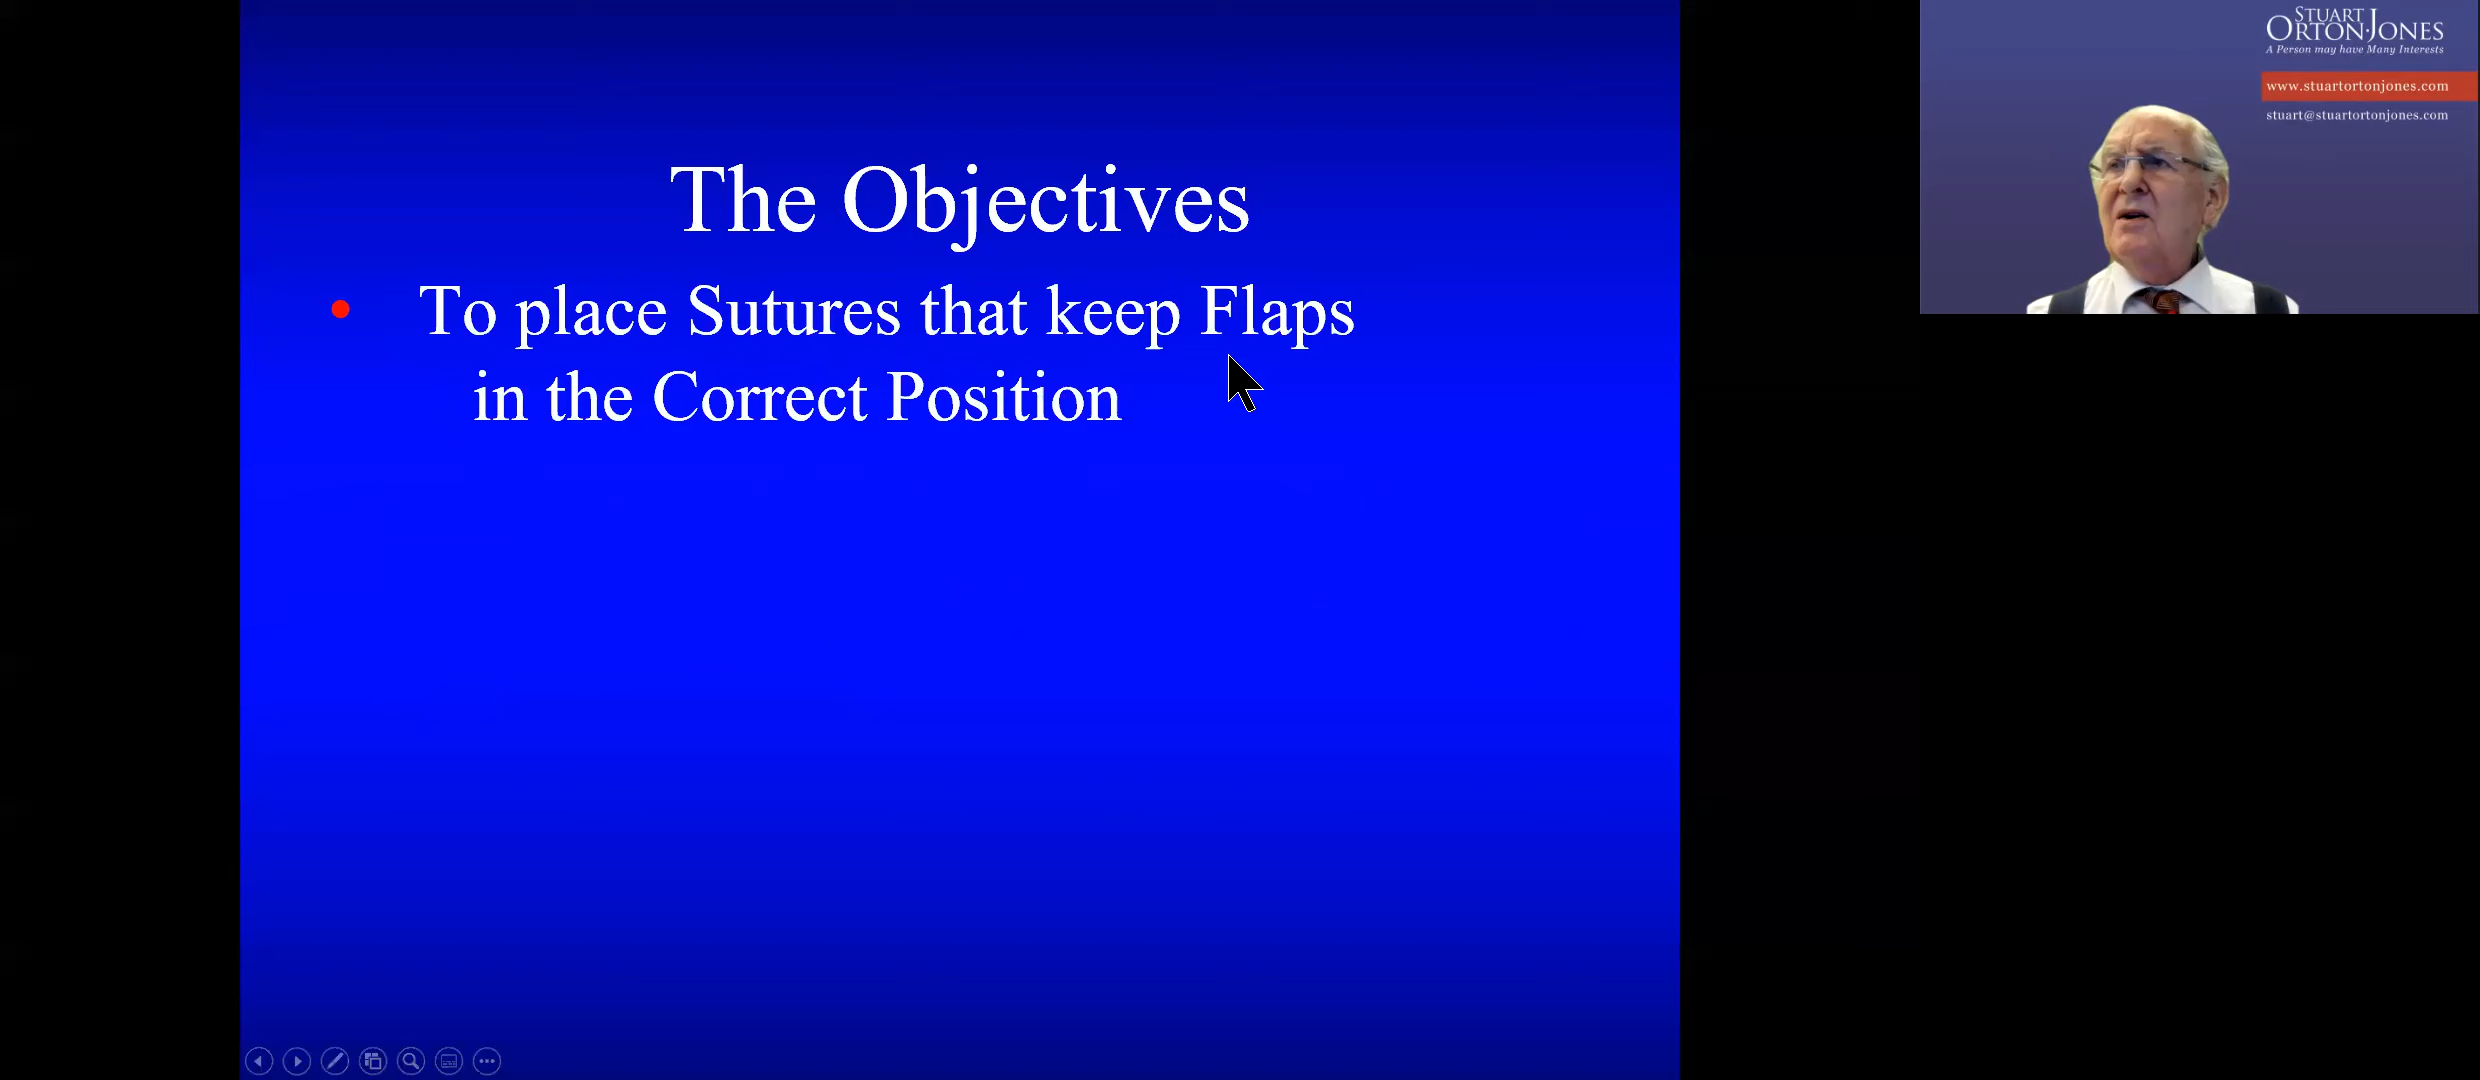 The Objectives
• To place Sutures that keep Flaps
in the Correct Position
STUART
ORTON-JONES
A Person may have Many Interests
www.stuartortonjones.com
stuart@stuartortonjones.com